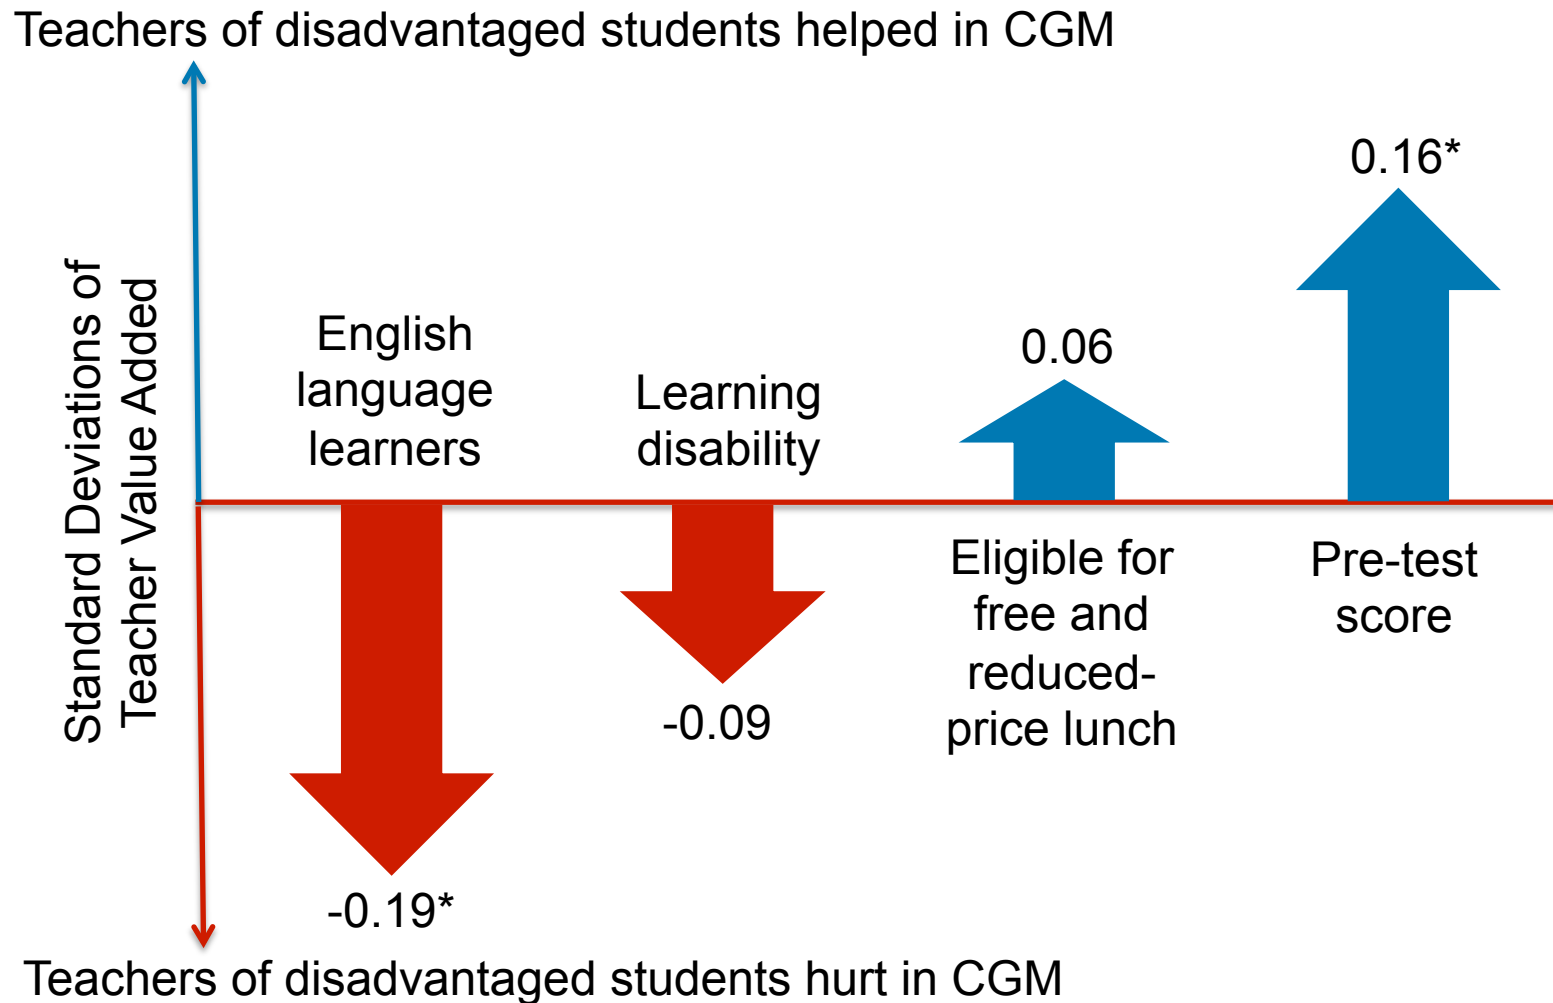 Teachers of disadvantaged students helped in CGM
Standard Deviations of
Teacher Value Added
English
language
learners
-0.19*
Learning
disability
-0.09
0.06
Eligible for
free and
reduced-
price lunch
0.16*
Pre-test
score
Teachers of disadvantaged students hurt in CGM